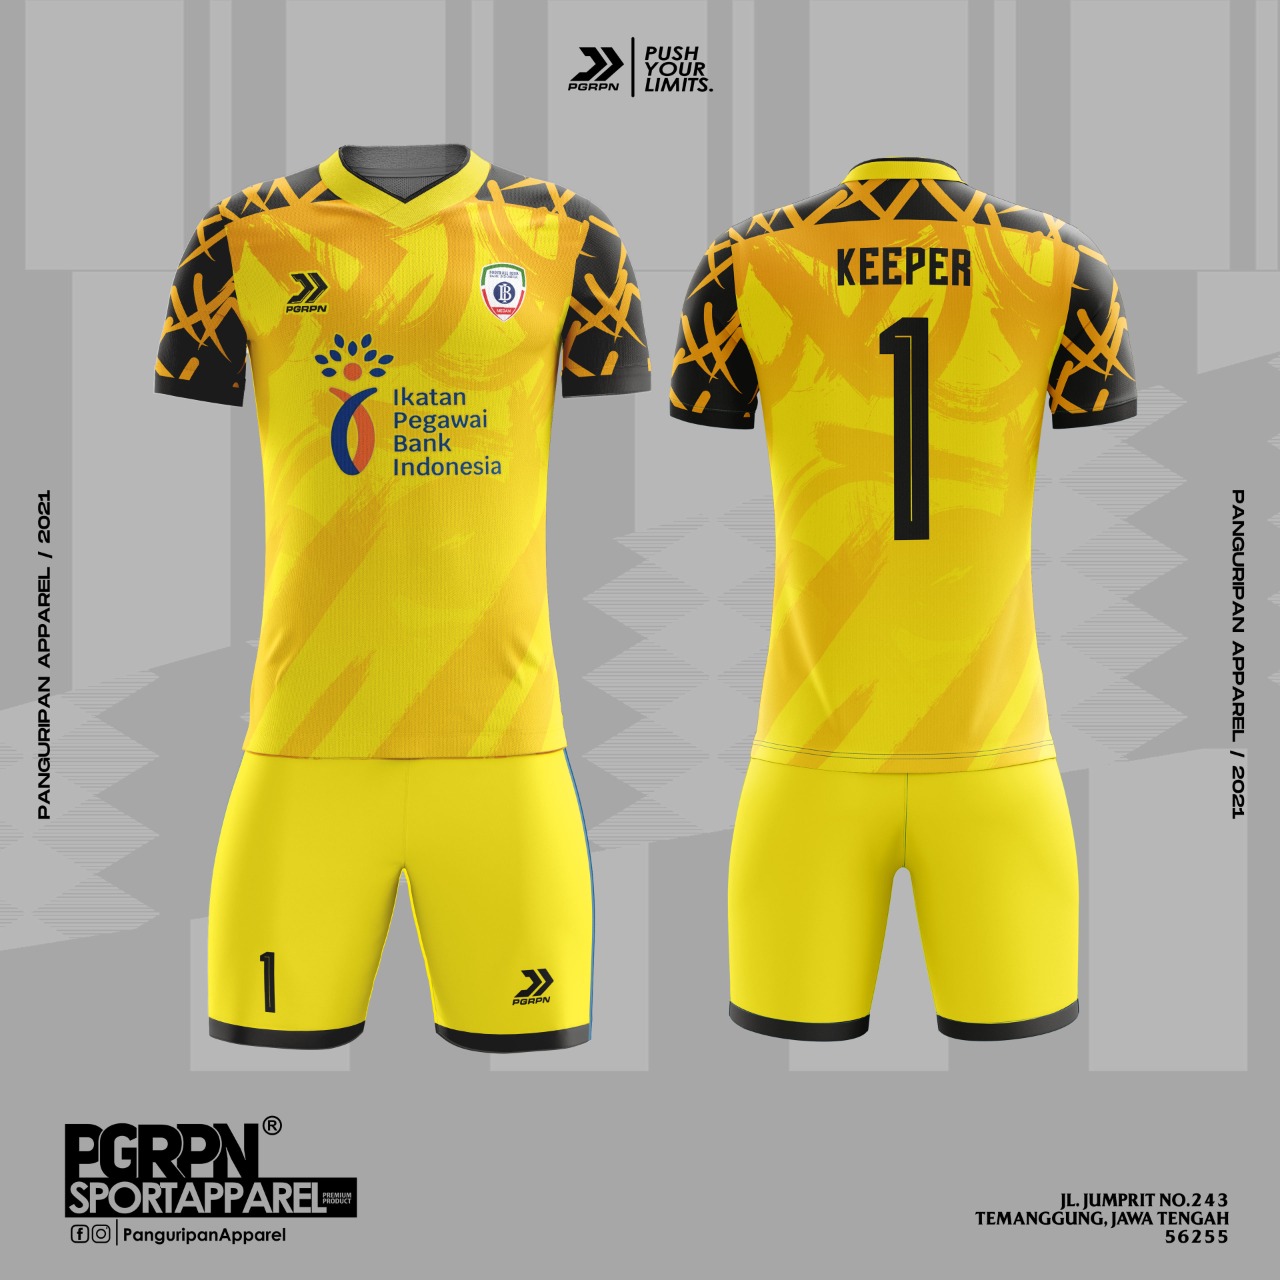 PGRPN
PUSH
YOUR
LIMITS.
KEEPER
1
PGRPN
MEDAN
Ikatan
Pegawai
Bank
Indonesia
PANGURIPAN APPAREL / 2021
PANGURIPAN APPAREL / 2021
1
PGRPN
PGRPN®
SPORTAPPAREL PREMIUM
PRODUCT
PanguripanApparel
JL. JUMPRIT NO.243
TEMANGGUNG, JAWA TENGAH
56255